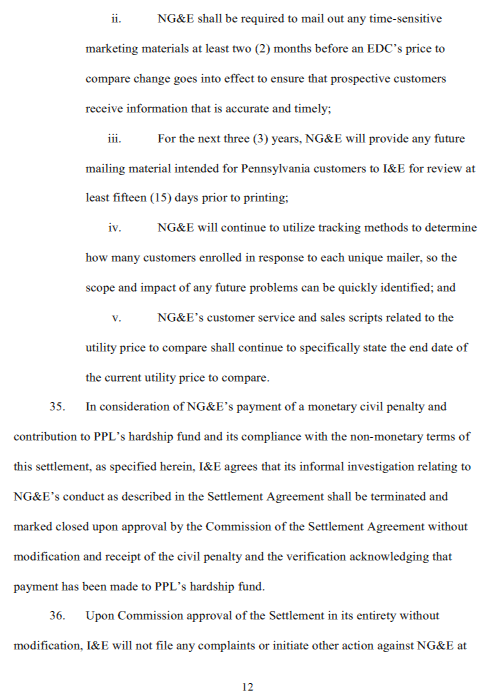 ii. NG&E shall be required to mail out any time-sensitive
marketing materials at least two (2) months before an EDC's price to
compare change goes into effect to ensure that prospective customers
receive information that is accurate and timely;
iii. For the next three (3) years, NG&E will provide any future
mailing material intended for Pennsylvania customers to I&E for review at
least fifteen (15) days prior to printing;
iv. NG&E will continue to utilize tracking methods to determine
how many customers enrolled in response to each unique mailer, so the
scope and impact of any future problems can be quickly identified; and
v. NG&E's customer service and sales scripts related to the
utility price to compare shall continue to specifically state the end date of
the current utility price to compare.
35. In consideration of NG&E's payment of a monetary civil penalty and
contribution to PPL's hardship fund and its compliance with the non-monetary terms of
this settlement, as specified herein, I&E agrees that its informal investigation relating to
NG&E's conduct as described in the Settlement Agreement shall be terminated and
marked closed upon approval by the Commission of the Settlement Agreement without
modification and receipt of the civil penalty and the verification acknowledging that
payment has been made to PPL's hardship fund.
36. Upon Commission approval of the Settlement in its entirety without
modification, I&E will not file any complaints or initiate other action against NG&E at
12